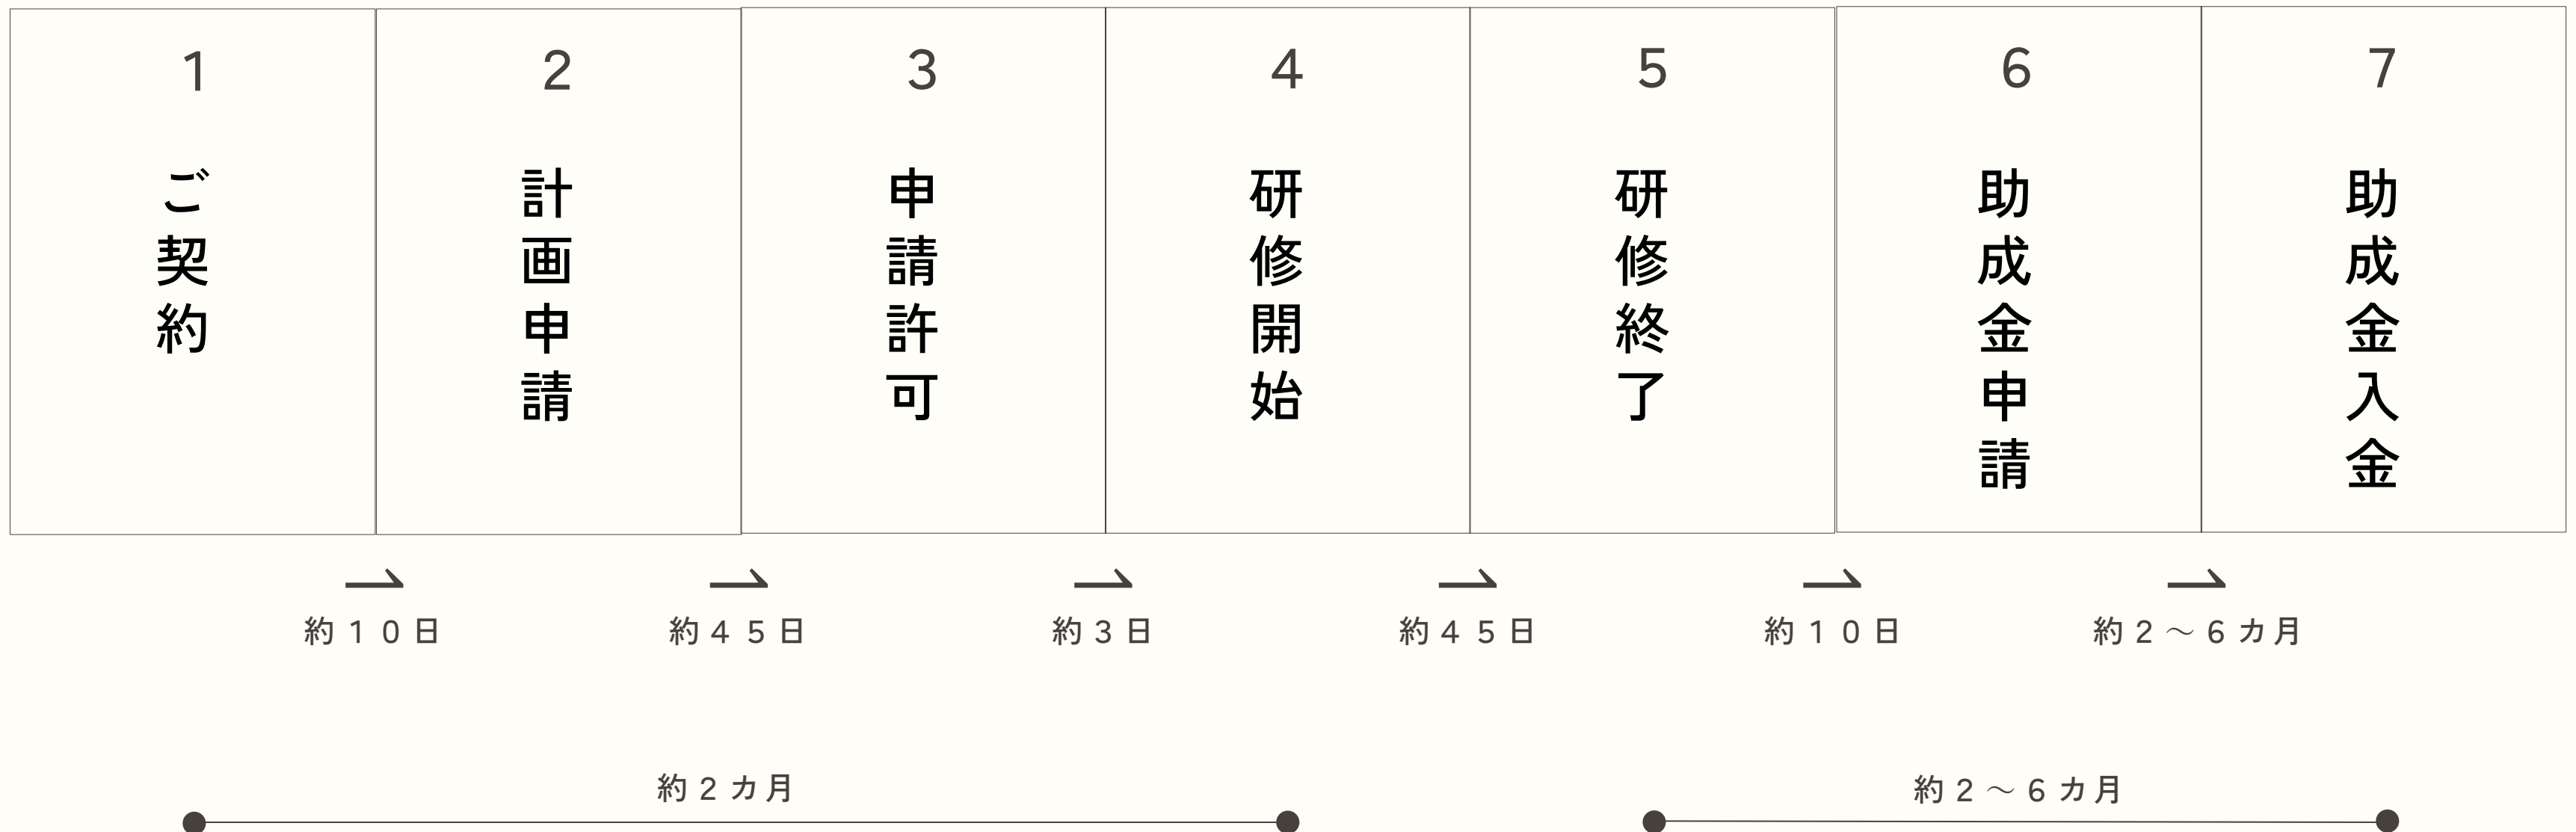 1
ご契約
2
計画申請
3
申請許可
4
研修開始
5
研修終了
6
助成金申請
7
助成金入金
約10日
約45日
約3日
約45日
約10日
約2〜6カ月
約2カ月
約2〜6カ月